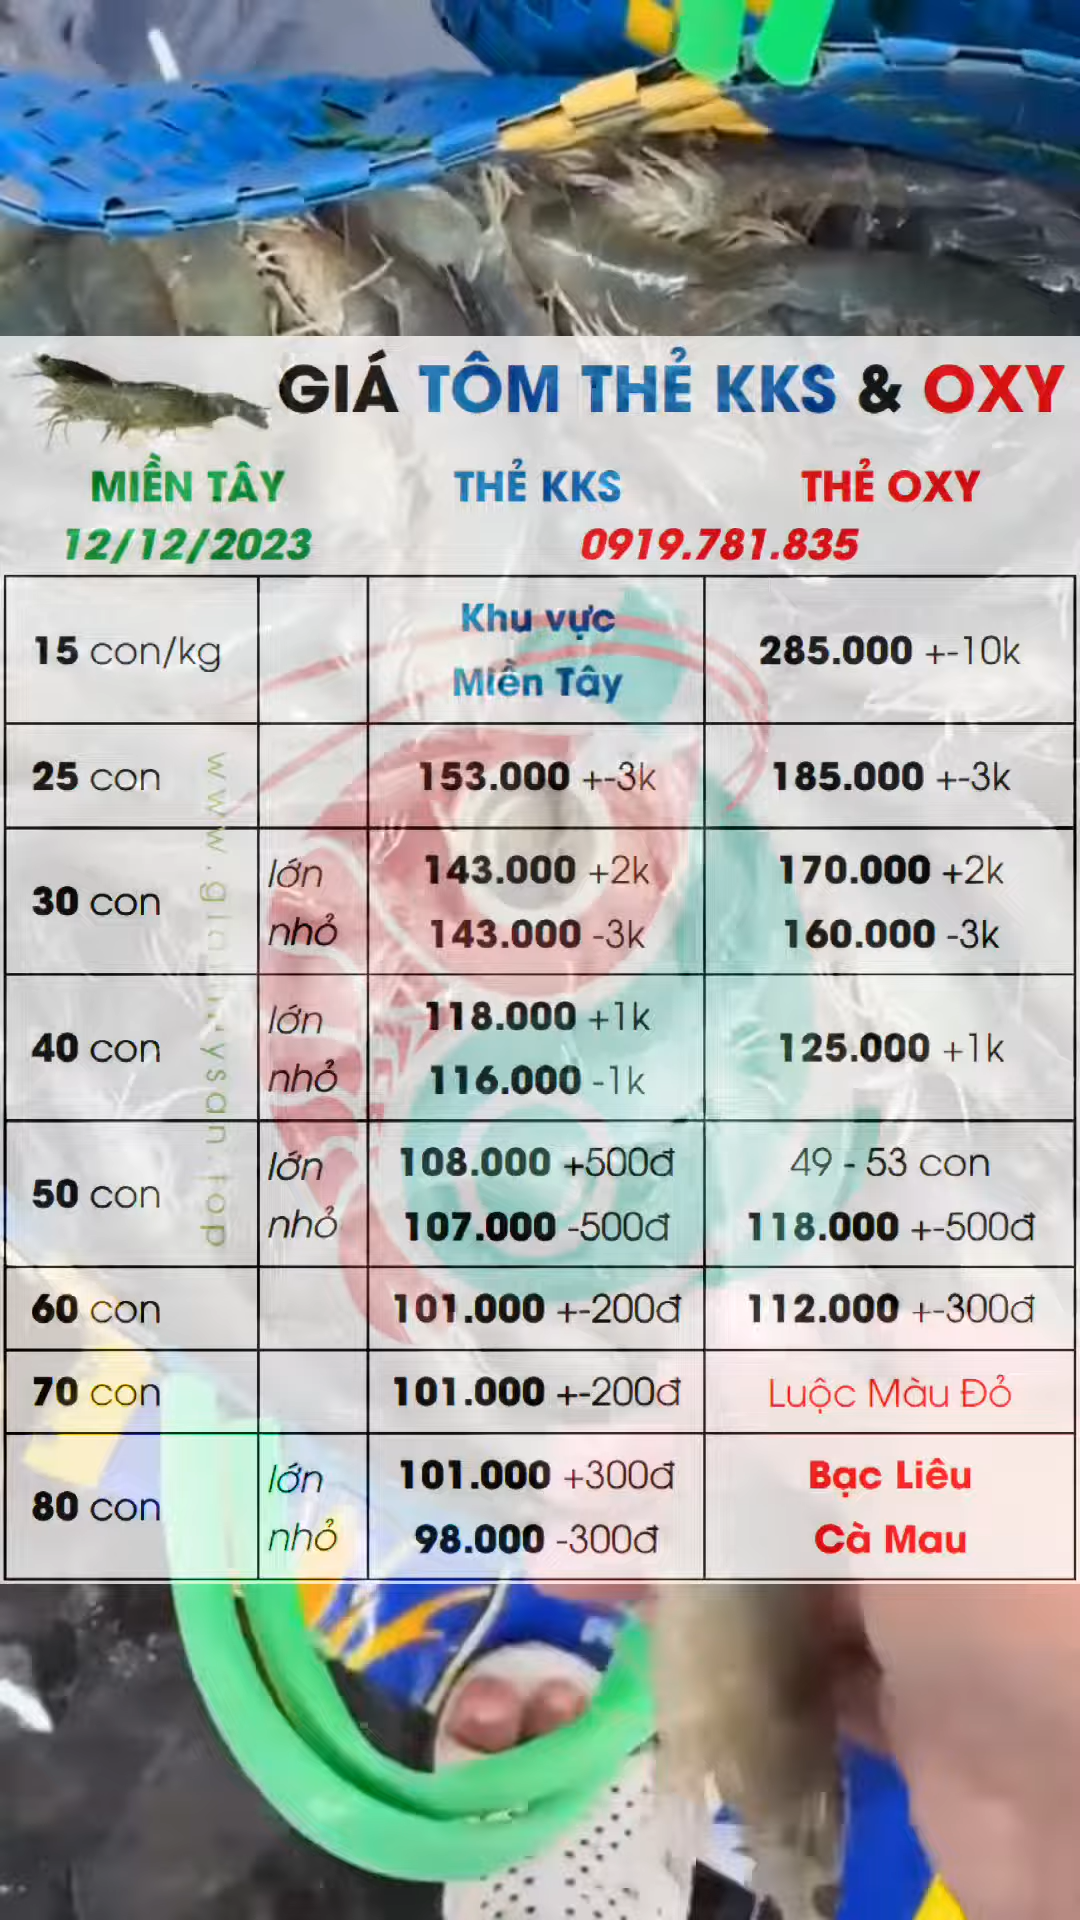 GIÁ TÔM THẺ KKS & OXY
MIỀN TÂY THẺ KKS THẺ OXY
12/12/2023 0919.781.835
15 con/kg Khu vực Miền Tây 285.000 +-10k
25 con 153.000 +-3k 185.000 +-3k
30 con lớn 143.000 +2k 170.000 +2k
nhỏ 143.000 -3k 160.000 -3k
40 con lớn 118.000 +1k 125.000 +1k
nhỏ 116.000 -1k
50 con lớn 108.000 +500đ 49 - 53 con
nhỏ 107.000 -500đ 118.000 +-500đ
60 con 101.000 +-200đ 112.000 +-300đ
70 con 101.000 +-200đ Luộc Màu Đỏ
80 con lớn 101.000 +300đ Bạc Liêu
nhỏ 98.000 -300đ Cà Mau